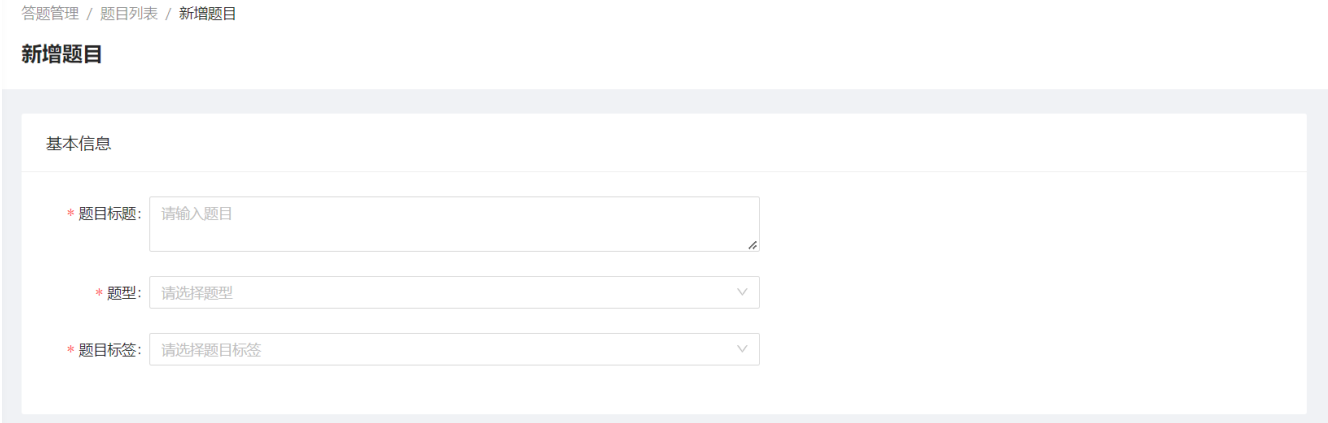 答题管理 / 题目列表 / 新增题目
新增题目
基本信息
* 题目标题: 请输入题目
* 题型: 请选择题型
* 题目标签: 请选择题目标签